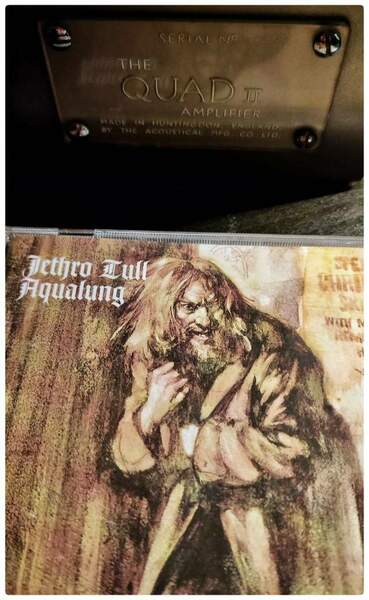 SERIAL Nº
THE
QUAD II
AMPLIFIER
MADE IN HUNTINGDON, ENGLAND
BY THE ACOUSTICAL MFG. CO LTD.
Jethro Tull
Aqualung
WITH